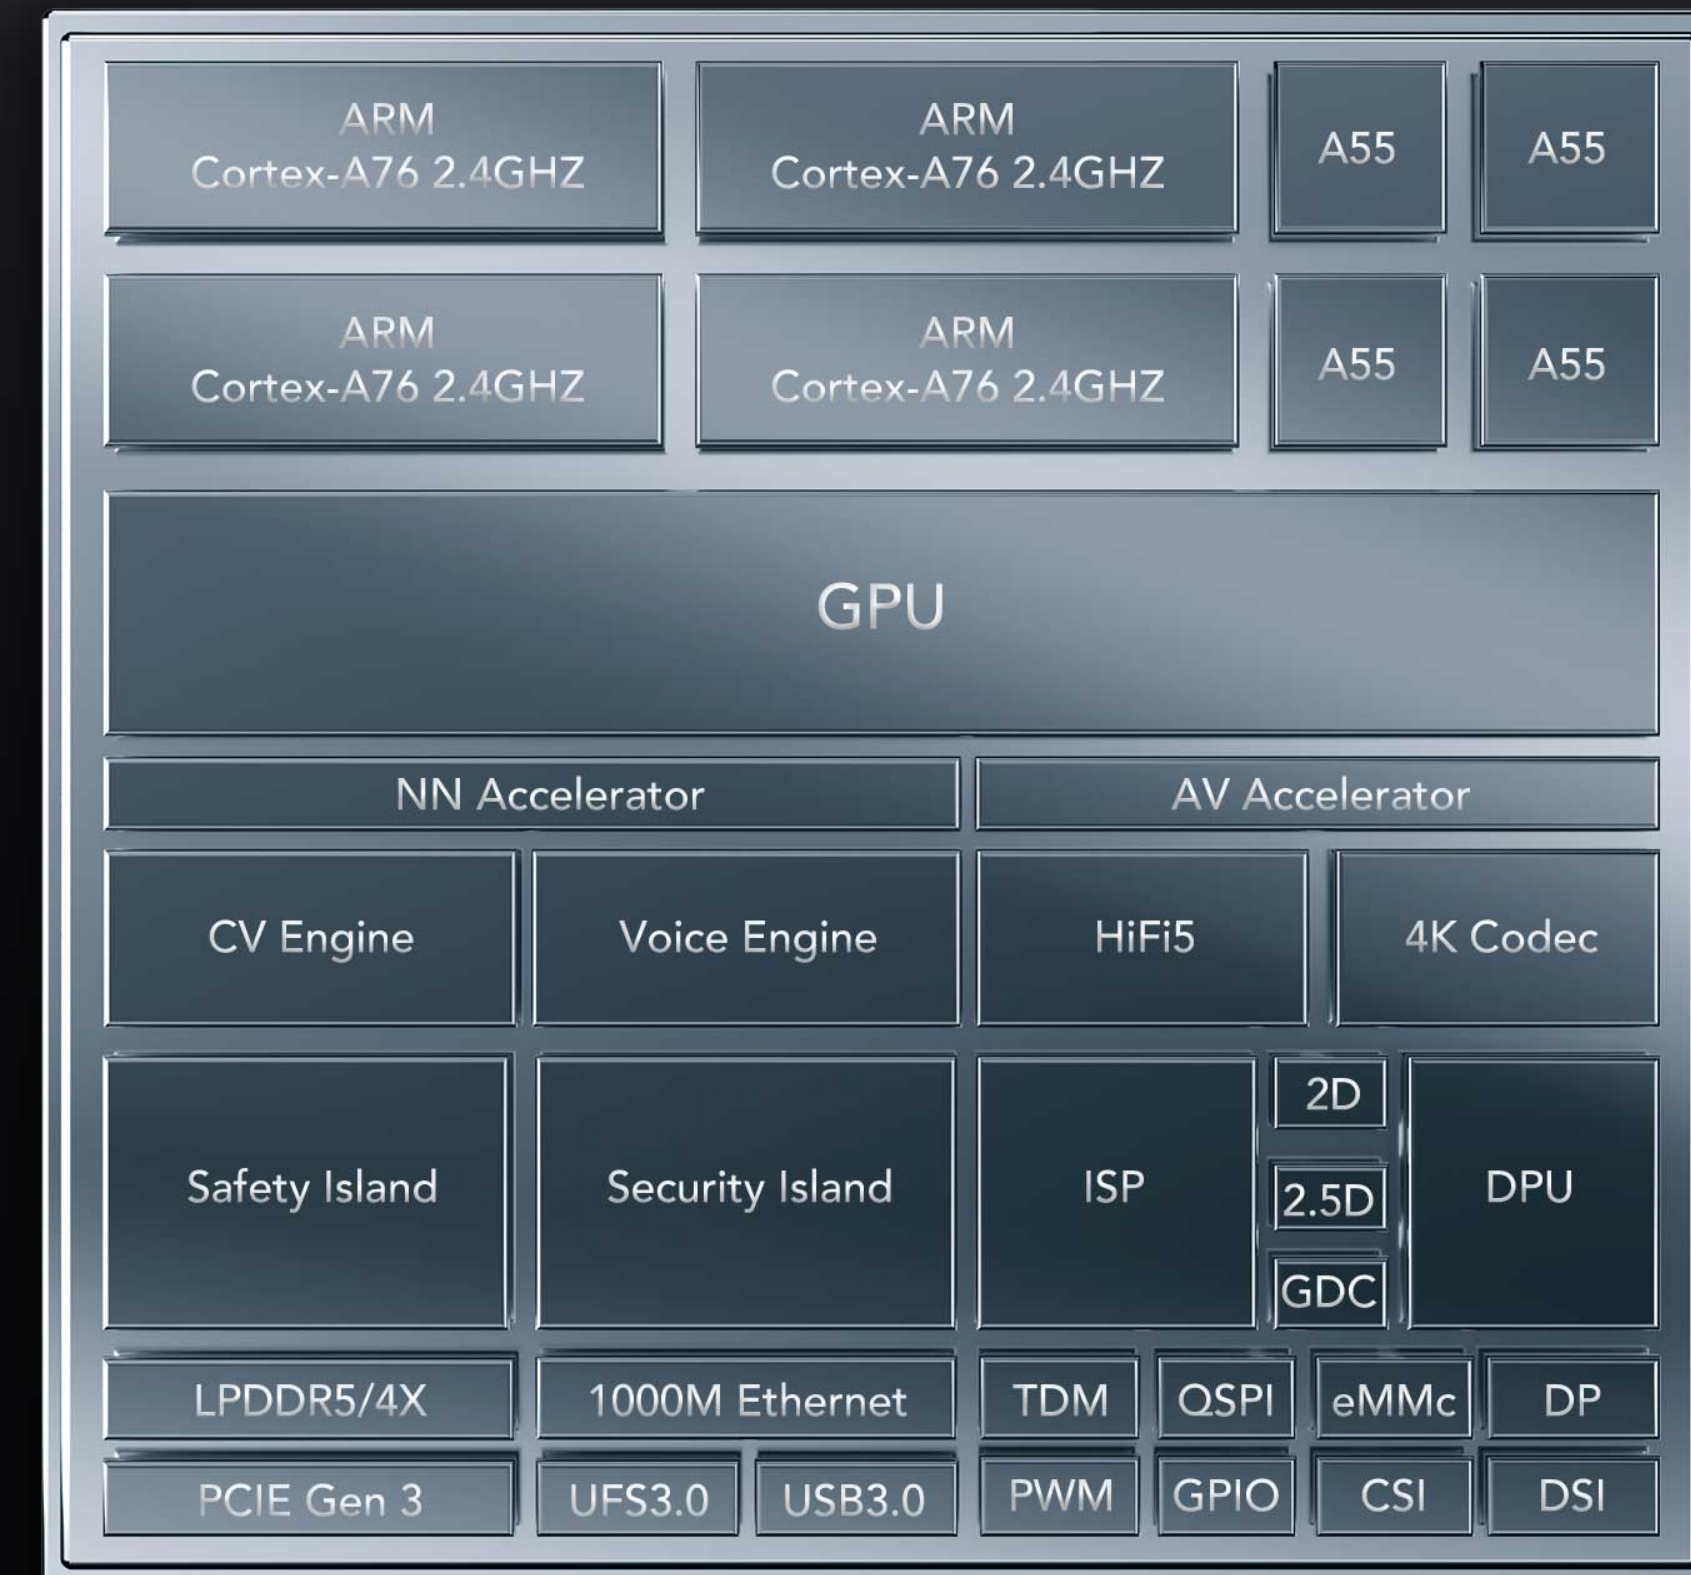 ARM
Cortex-A76 2.4GHZ
ARM
Cortex-A76 2.4GHZ
A55
A55
ARM
Cortex-A76 2.4GHZ
ARM
Cortex-A76 2.4GHZ
A55
A55
GPU
NN Accelerator
AV Accelerator
CV Engine
Voice Engine
HiFi5
4K Codec
Safety Island
Security Island
ISP
2D
2.5D
GDC
DPU
LPDDR5/4X
1000M Ethernet
TDM
QSPI
eMMc
DP
PCIE Gen 3
UFS3.0
USB3.0
PWM
GPIO
CSI
DSI